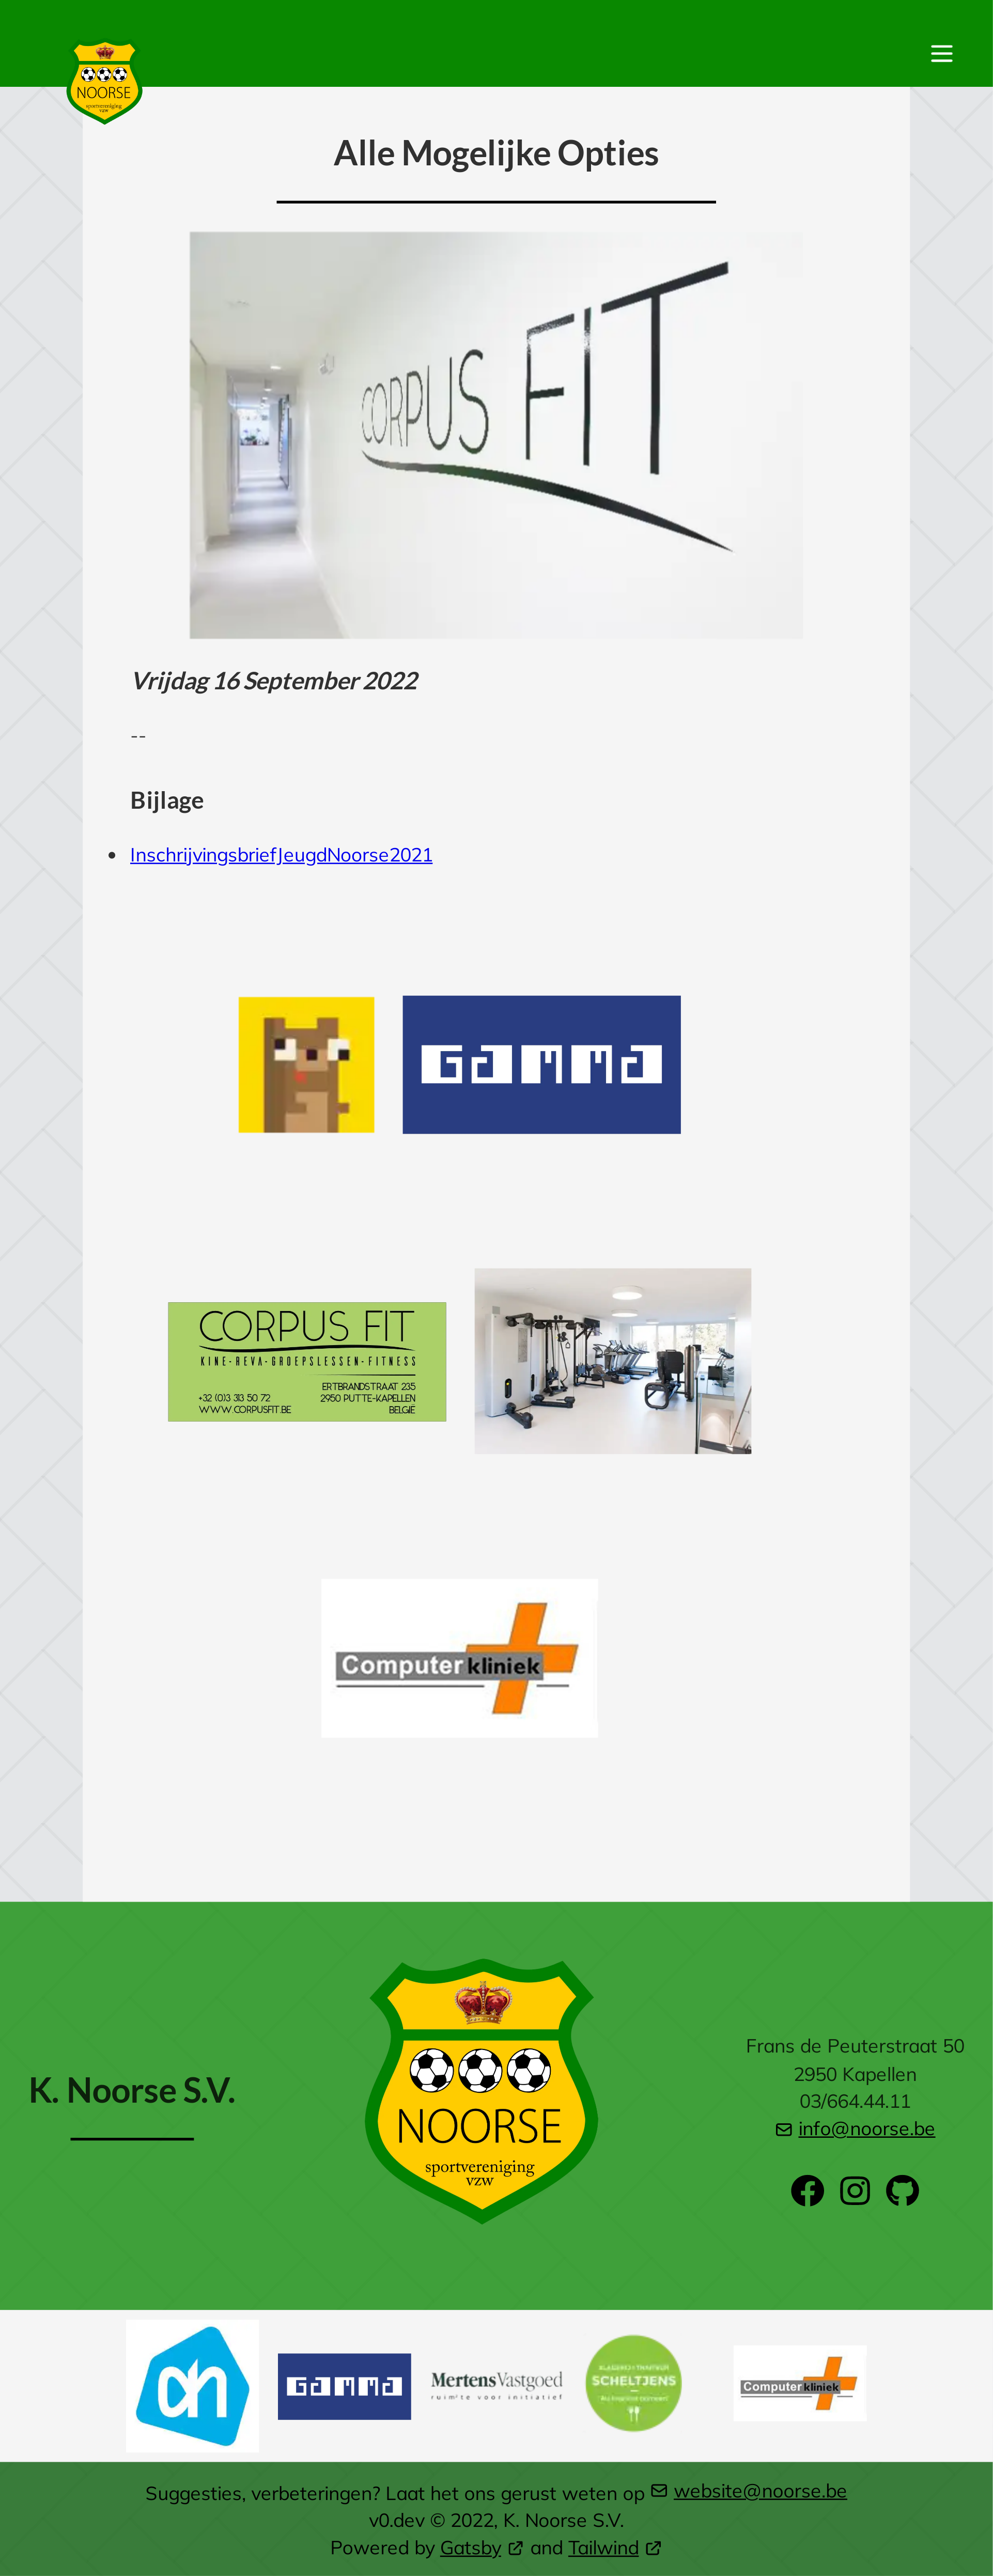 NOORSE
sportvereniging
vzw
Alle Mogelijke Opties
CORPUS FIT
Vrijdag 16 September 2022
--
Bijlage
InschrijvingsbriefJeugdNoorse2021
GAMMA
CORPUS FIT
KINE-REVA-GROEPSLESSEN-FITNESS
ERTBRANDSTRAAT 235
+32 (0)3 313 50 72 2950 PUTTE-KAPELLEN
WWW.CORPUSFIT.BE BELGIË
Computer kliniek
K. Noorse S.V.
NOORSE
sportvereniging
vzw
Frans de Peuterstraat 50
2950 Kapellen
03/664.44.11
info@noorse.be
ah
GAMMA
MertensVastgoed
ruimte voor initiatief
SCHELTJENS
Computer kliniek
Suggesties, verbeteringen? Laat het ons gerust weten op website@noorse.be
v0.dev © 2022, K. Noorse S.V.
Powered by Gatsby and Tailwind